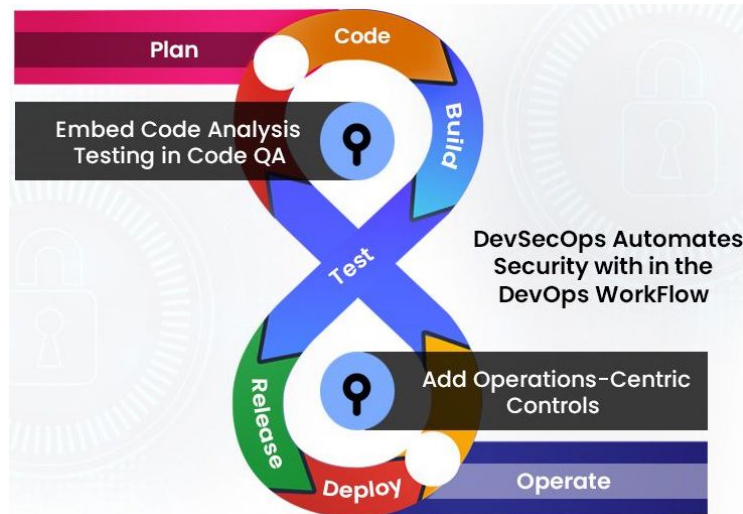 Plan
Code
Build
Embed Code Analysis
Testing in Code QA
Test
DevSecOps Automates
Security with in the
DevOps WorkFlow
Add Operations-Centric
Controls
Release
Deploy
Operate